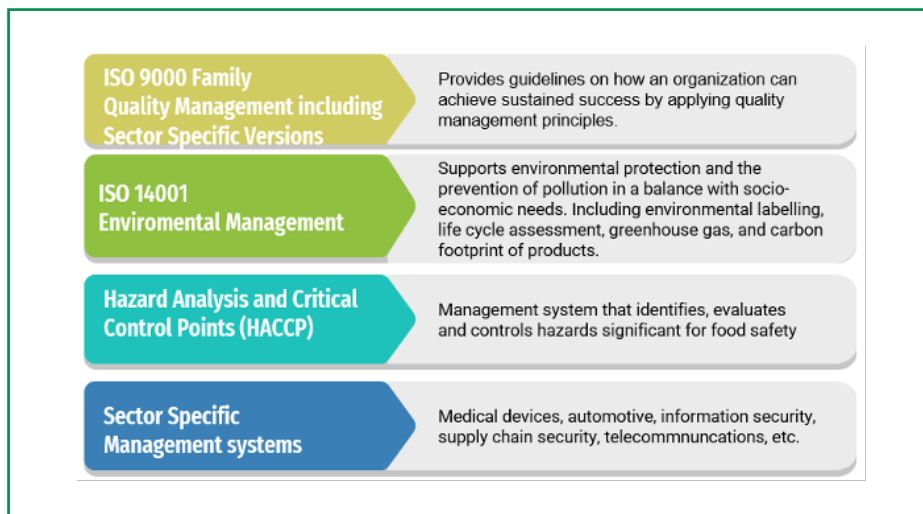 ISO 9000 Family
Quality Management including
Sector Specific Versions
Provides guidelines on how an organization can
achieve sustained success by applying quality
management principles.
ISO 14001
Enviromental Management
Supports environmental protection and the
prevention of pollution in a balance with socio-
economic needs. Including environmental labelling,
life cycle assessment, greenhouse gas, and carbon
footprint of products.
Hazard Analysis and Critical
Control Points (HACCP)
Management system that identifies, evaluates
and controls hazards significant for food safety
Sector Specific
Management systems
Medical devices, automotive, information security,
supply chain security, telecommnuncations, etc.